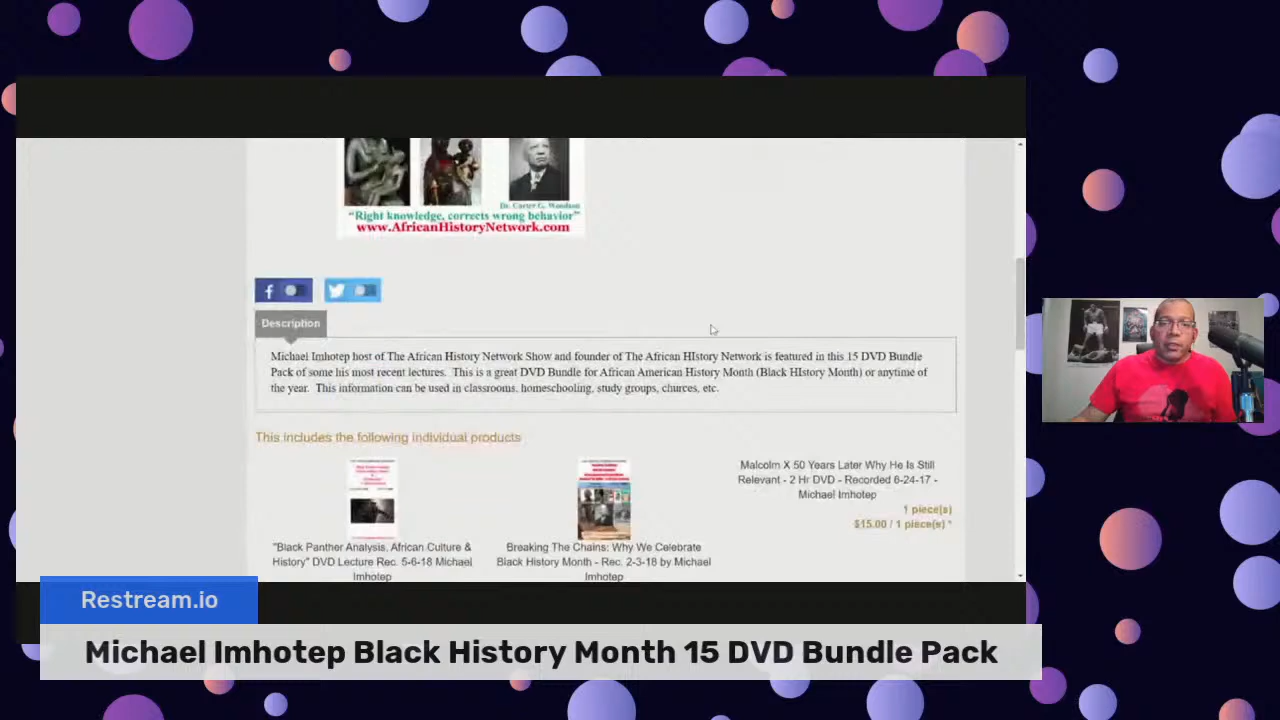 Dr. Carter G. Woodson
"Right knowledge, corrects wrong behavior"
www.AfricanHistoryNetwork.com
Description
Michael Imhotep host of The African History Network Show and founder of The African HIstory Network is featured in this 15 DVD Bundle
Pack of some his most recent lectures. This is a great DVD Bundle for African American History Month (Black HIstory Month) or anytime of
the year. This information can be used in classrooms, homeschooling, study groups, churces, etc.
This includes the following individual products
"Black Panther Analysis, African Culture &
History" DVD Lecture Rec. 5-6-18 Michael
Imhotep
Breaking The Chains: Why We Celebrate
Black History Month - Rec. 2-3-18 by Michael
Imhotep
Malcolm X 50 Years Later Why He Is Still
Relevant - 2 Hr DVD - Recorded 6-24-17 -
Michael Imhotep
1 piece(s)
$15.00 / 1 piece(s) *
Restream.io
Michael Imhotep Black History Month 15 DVD Bundle Pack